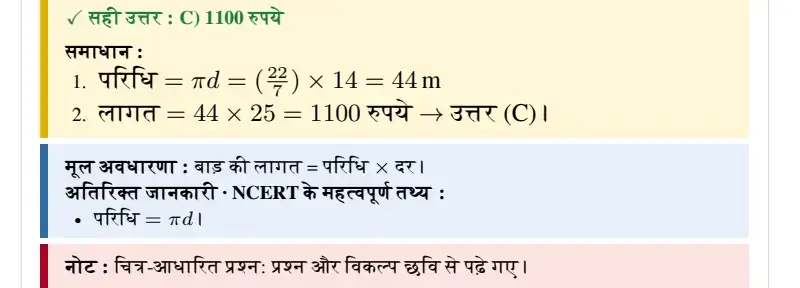 ✓ सही उत्तर : C) 1100 रुपये
समाधान :
1. परिधि = πd = (22/7) × 14 = 44 m
2. लागत = 44 × 25 = 1100 रुपये → उत्तर (C)।
मूल अवधारणा : बाड़ की लागत = परिधि × दर।
अतिरिक्त जानकारी · NCERT के महत्वपूर्ण तथ्य :
• परिधि = πd।
नोट : चित्र-आधारित प्रश्न: प्रश्न और विकल्प छवि से पढ़े गए।